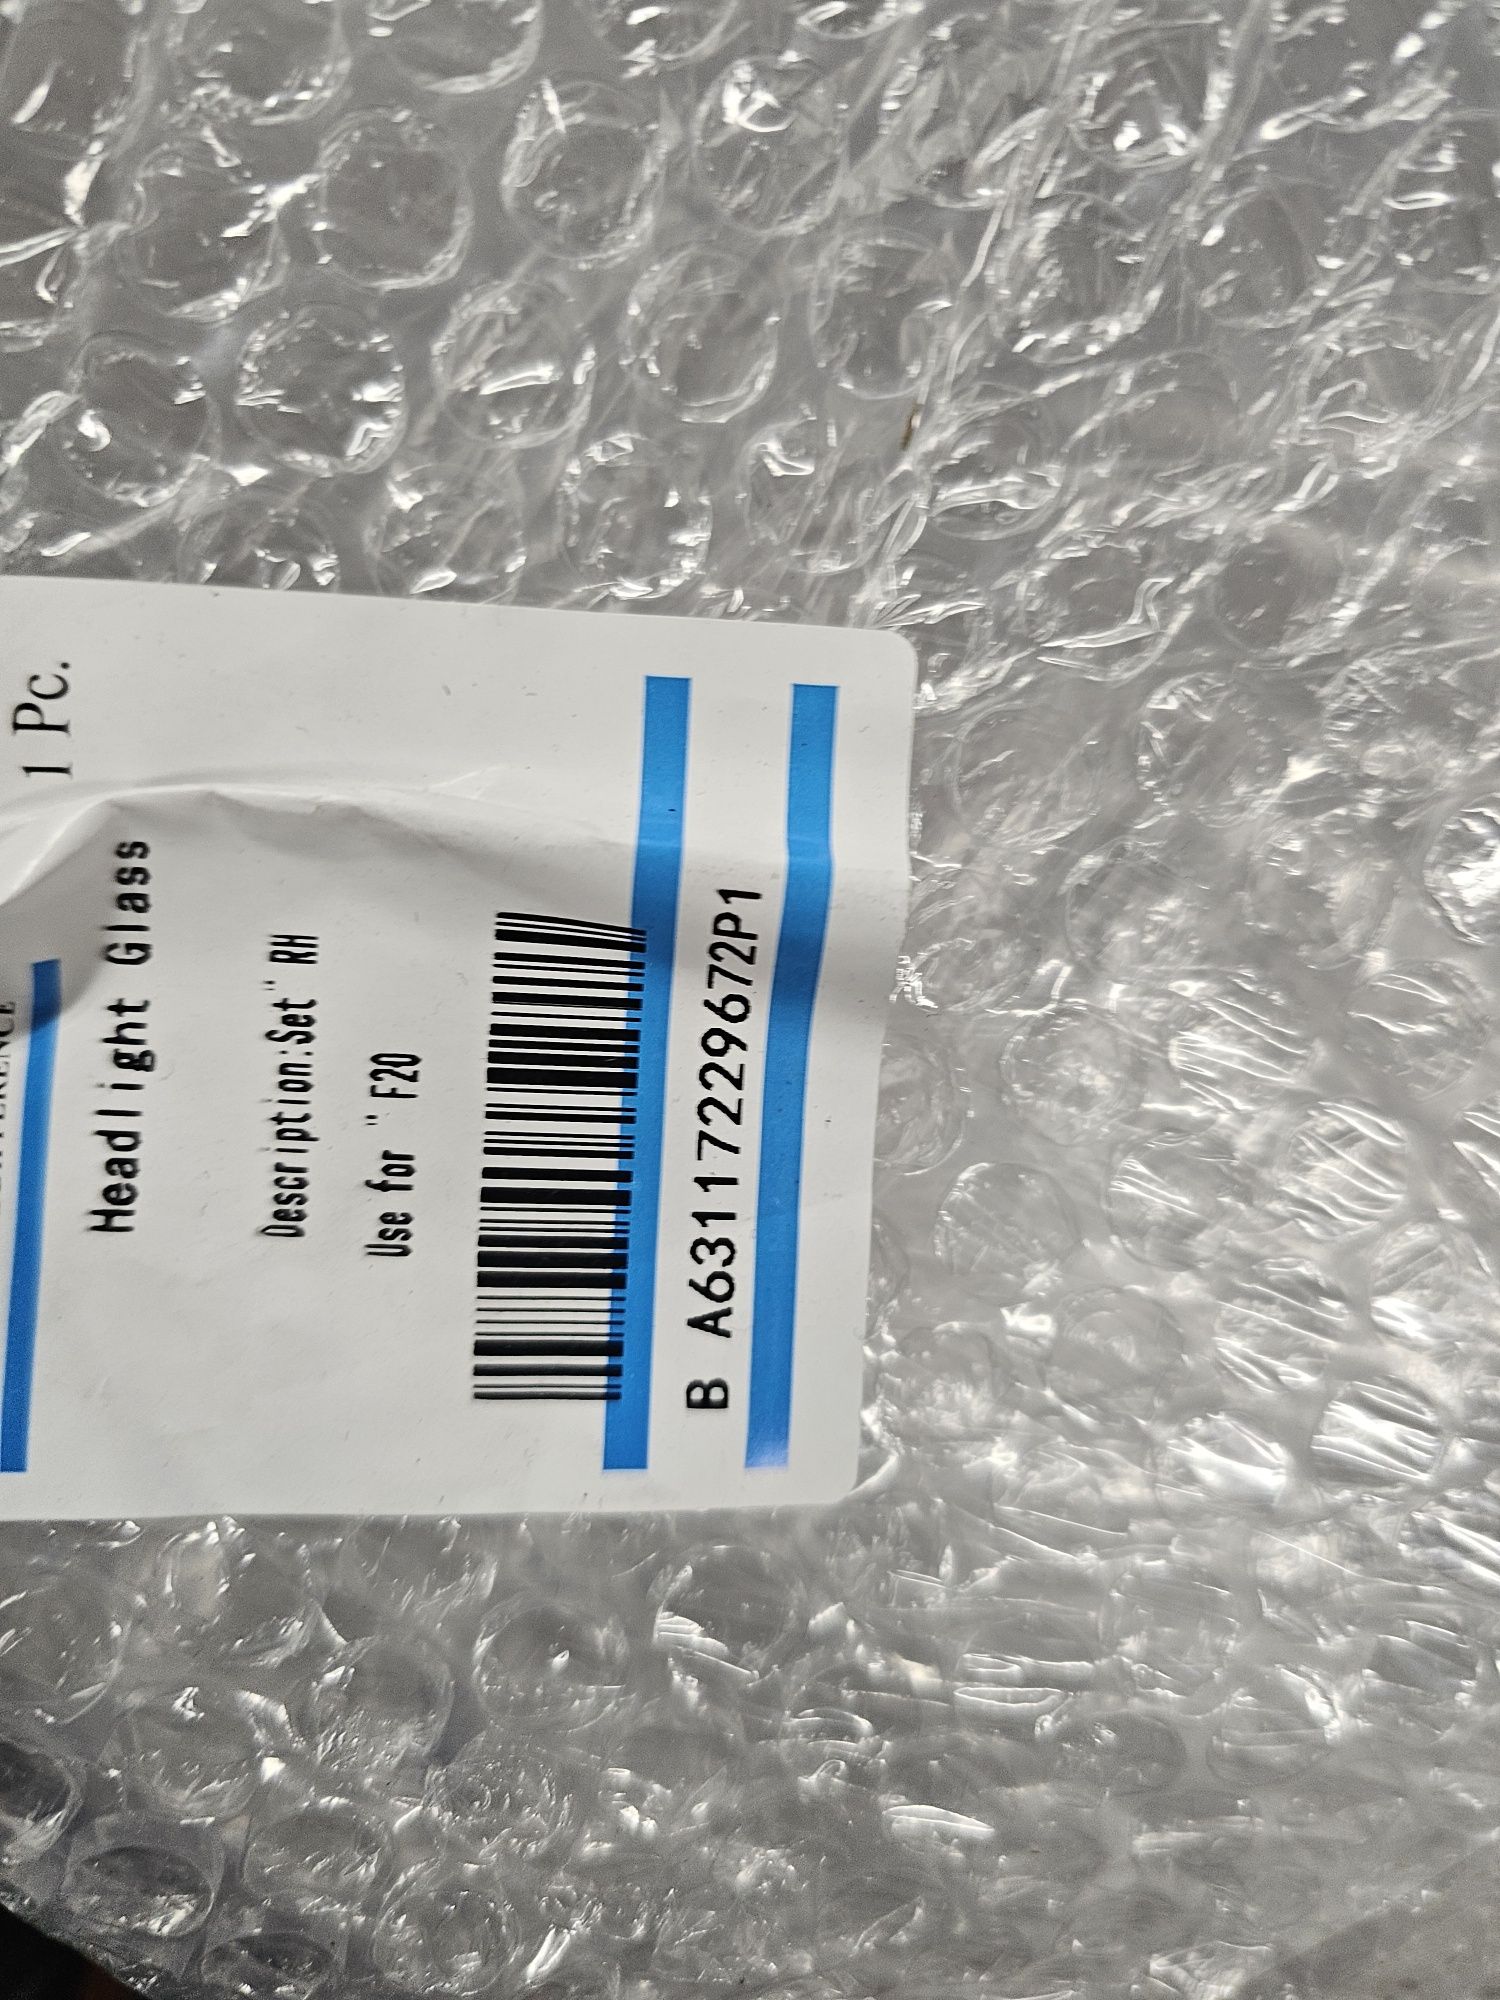 1 Pc.
Headlight Glass
Description:Set" RH
Use for " F20
B A63117229672P1